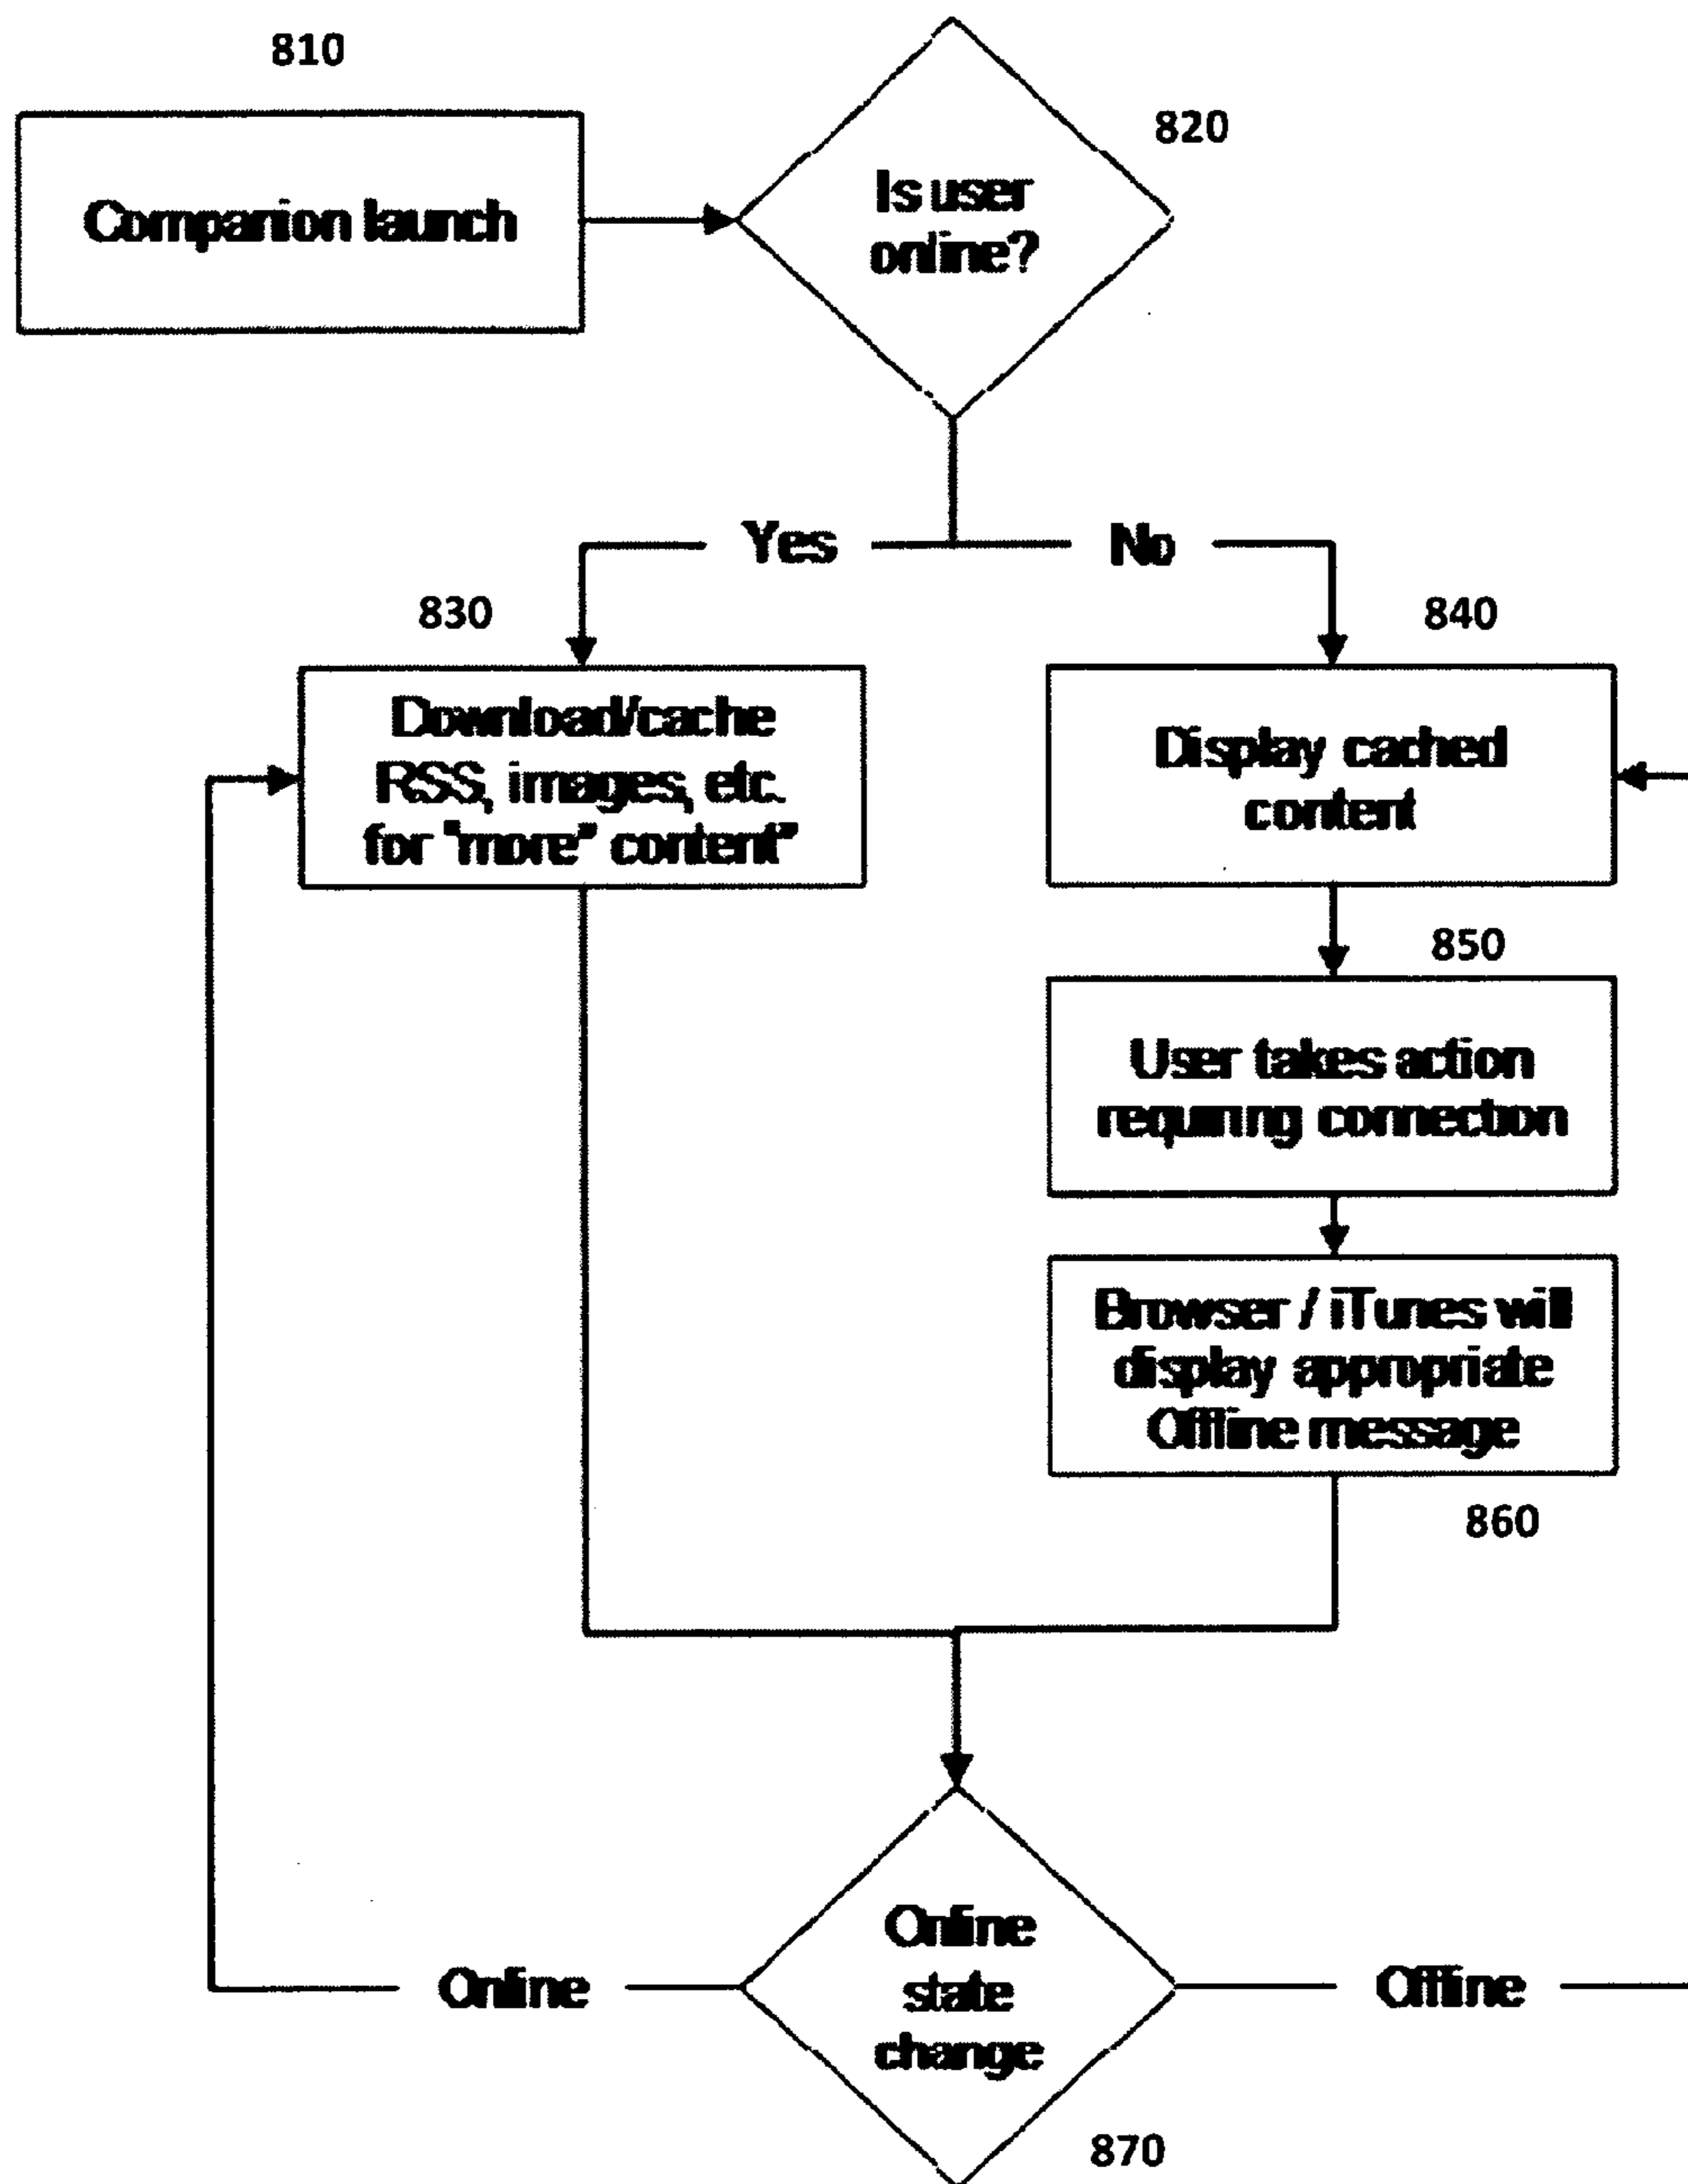 810
Companion launch
820
Is user
online?
Yes
No
830
Download/cache
RSS, images, etc.
for "more" content"
840
Display cached
content
850
User takes action
requiring connection
Browser / iTunes will
display appropriate
Offline message
860
Online
state
change
Online
Offline
870